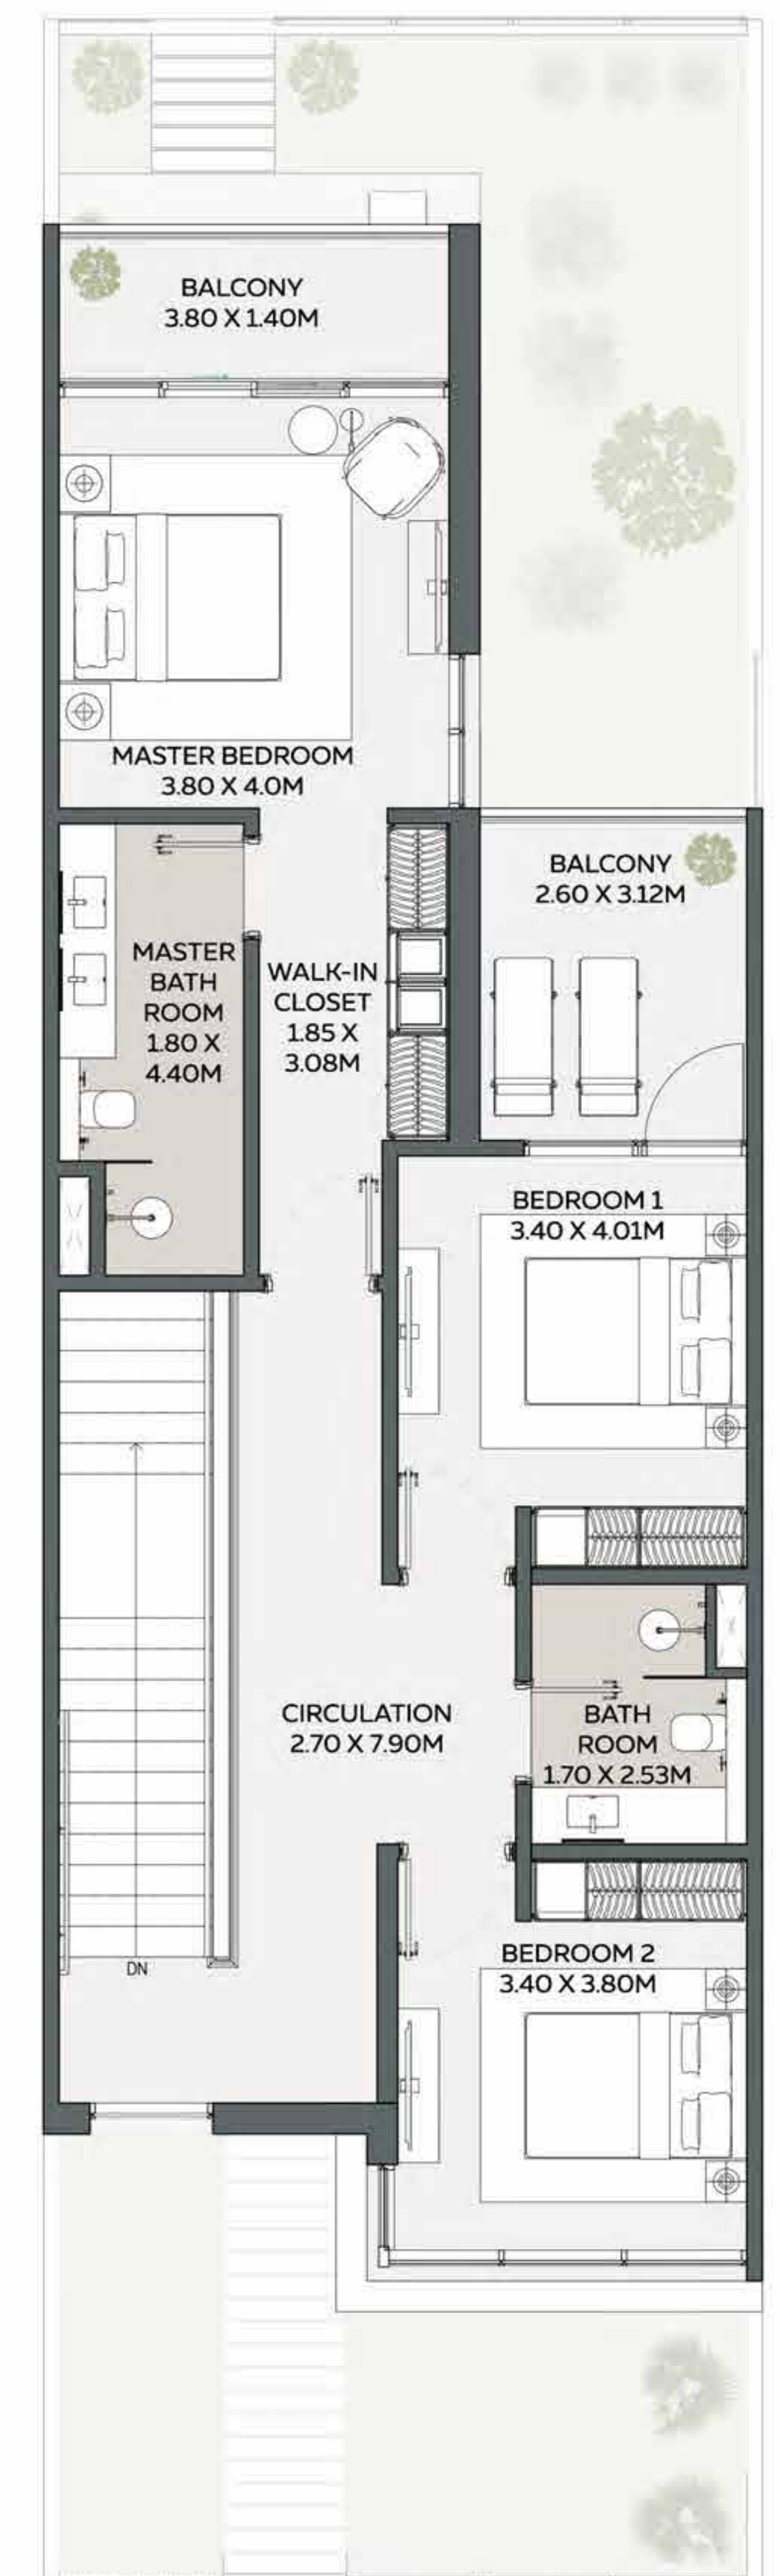 BALCONY
3.80 X 1.40M
MASTER BEDROOM
3.80 X 4.0M
BALCONY
2.60 X 3.12M
MASTER
BATH
ROOM
1.80 X
4.40M
WALK-IN
CLOSET
1.85 X
3.08M
BEDROOM 1
3.40 X 4.01M
CIRCULATION
2.70 X 7.90M
BATH
ROOM
1.70 X 2.53M
DN
BEDROOM 2
3.40 X 3.80M